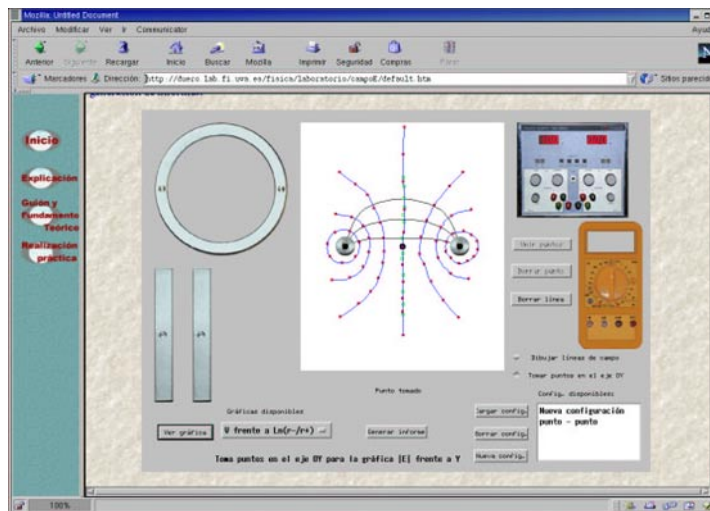 Mozilla: Untitled Document
Archivo Modificar Ver Ir Communicator
Anterior Siguiente Recargar Inicio Buscar Mozilla Imprimir Seguridad Compras Parar
Marcadores Dirección: http://duero.lab.fi.uva.es/fisica/laboratorio/campoE/default.htm Sitios parecid
Inicio
Explicación
Guión y
Fundamento
Teórico
Realización
práctica
Unir puntos
Borrar punto
Borrar línea
Dibujar líneas de campo
Tomar puntos en el eje OY
Punto tomado
Config. disponibles:
Gráficas disponibles
Cargar config.
Nueva configuración
punto - punto
Ver gráfica
V frente a Ln(r-/r+)
Generar informe
Borrar config.
Nueva config.
Toma puntos en el eje OY para la gráfica |E| frente a Y
100%